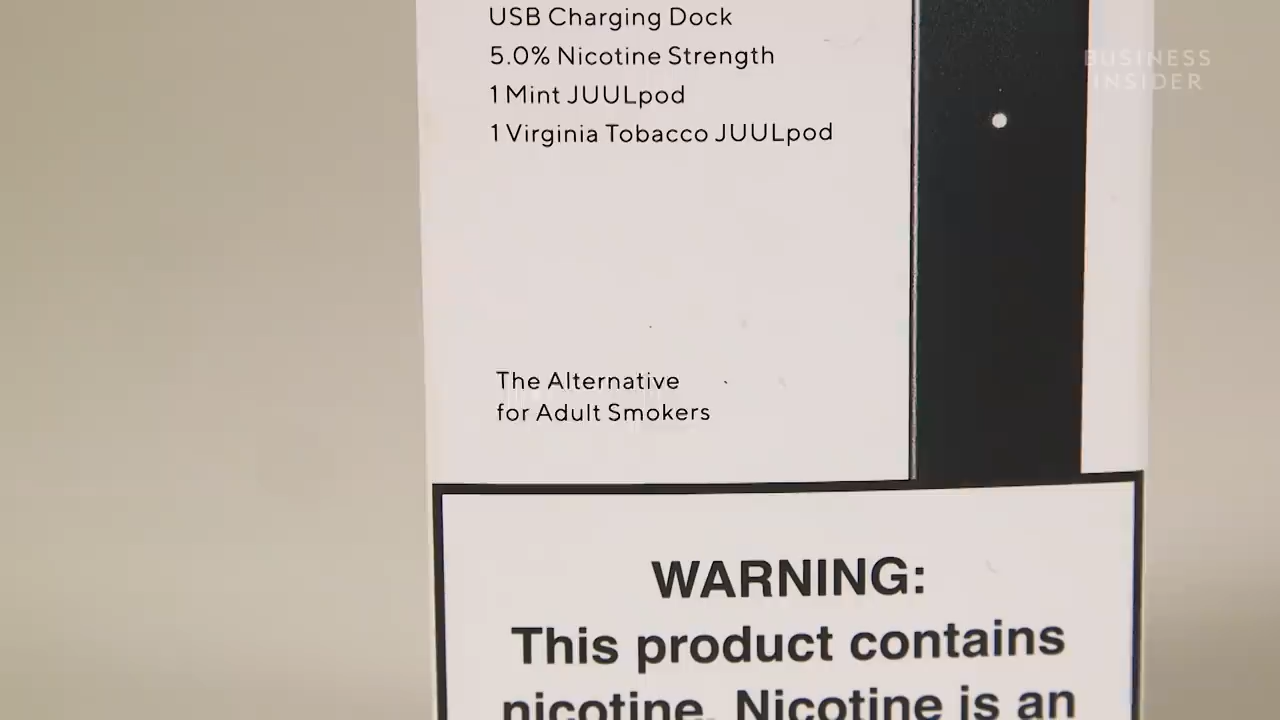 USB Charging Dock
5.0% Nicotine Strength
1 Mint JUULpod
1 Virginia Tobacco JUULpod
BUSINESS
INSIDER
The Alternative
for Adult Smokers
WARNING:
This product contains
nicotine. Nicotine is an